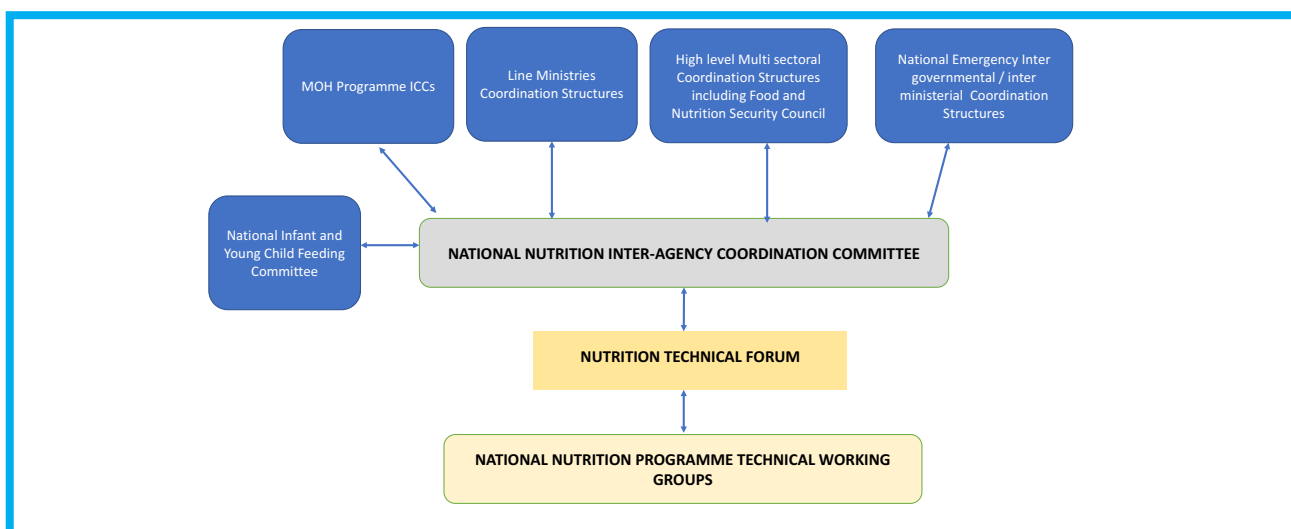 MOH Programme ICCs
Line Ministries
Coordination Structures
High level Multi sectoral
Coordination Structures
including Food and
Nutrition Security Council
National Emergency Inter
governmental / inter
ministerial Coordination
Structures
National Infant and
Young Child Feeding
Committee
NATIONAL NUTRITION INTER-AGENCY COORDINATION COMMITTEE
NUTRITION TECHNICAL FORUM
NATIONAL NUTRITION PROGRAMME TECHNICAL WORKING
GROUPS